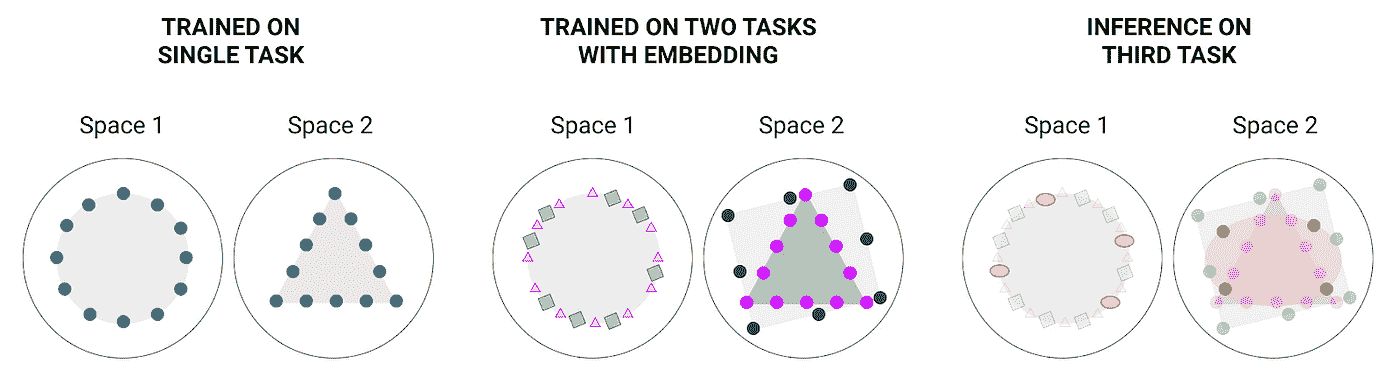 TRAINED ON
SINGLE TASK
TRAINED ON TWO TASKS
WITH EMBEDDING
INFERENCE ON
THIRD TASK
Space 1
Space 2
Space 1
Space 2
Space 1
Space 2